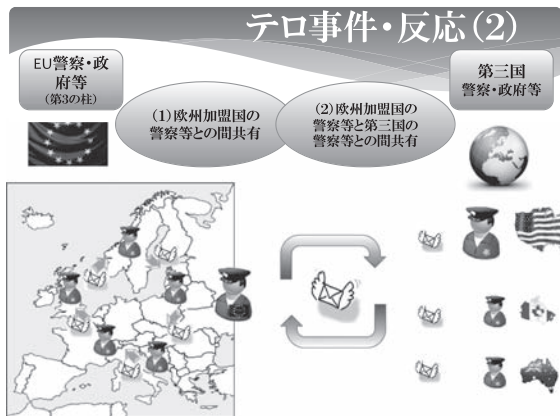 テロ事件・反応（2）
EU警察・政
府等
（第3の柱）
（1）欧州加盟国の
警察等との間共有
（2）欧州加盟国の
警察等と第三国の
警察等との間共有
第三国
警察・政府等